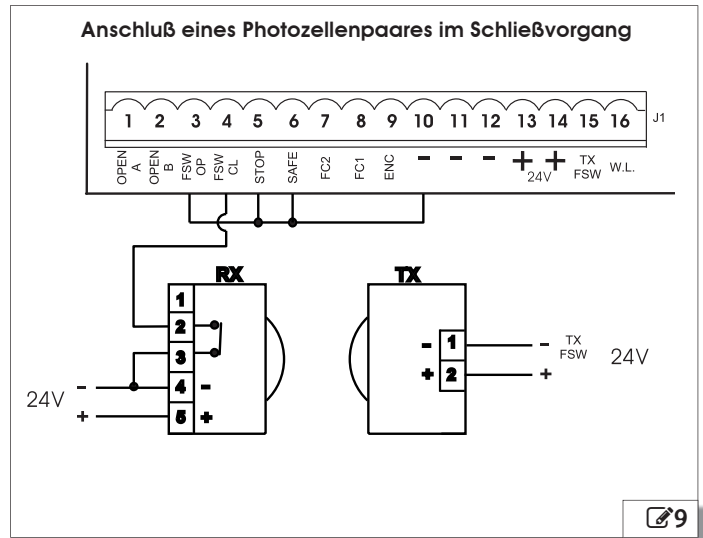 Anschluß eines Photozellenpaares im Schließvorgang
1 2 3 4 5 6 7 8 9 10 11 12 13 14 15 16 J1
OPEN A OPEN B FSW OP FSW CL STOP SAFE FC2 FC1 ENC - - - + + 24V TX FSW W.L.
RX TX
1
2
3
4 -
5 +
24V - +
- 1
+ 2
- TX FSW
+
24V
9